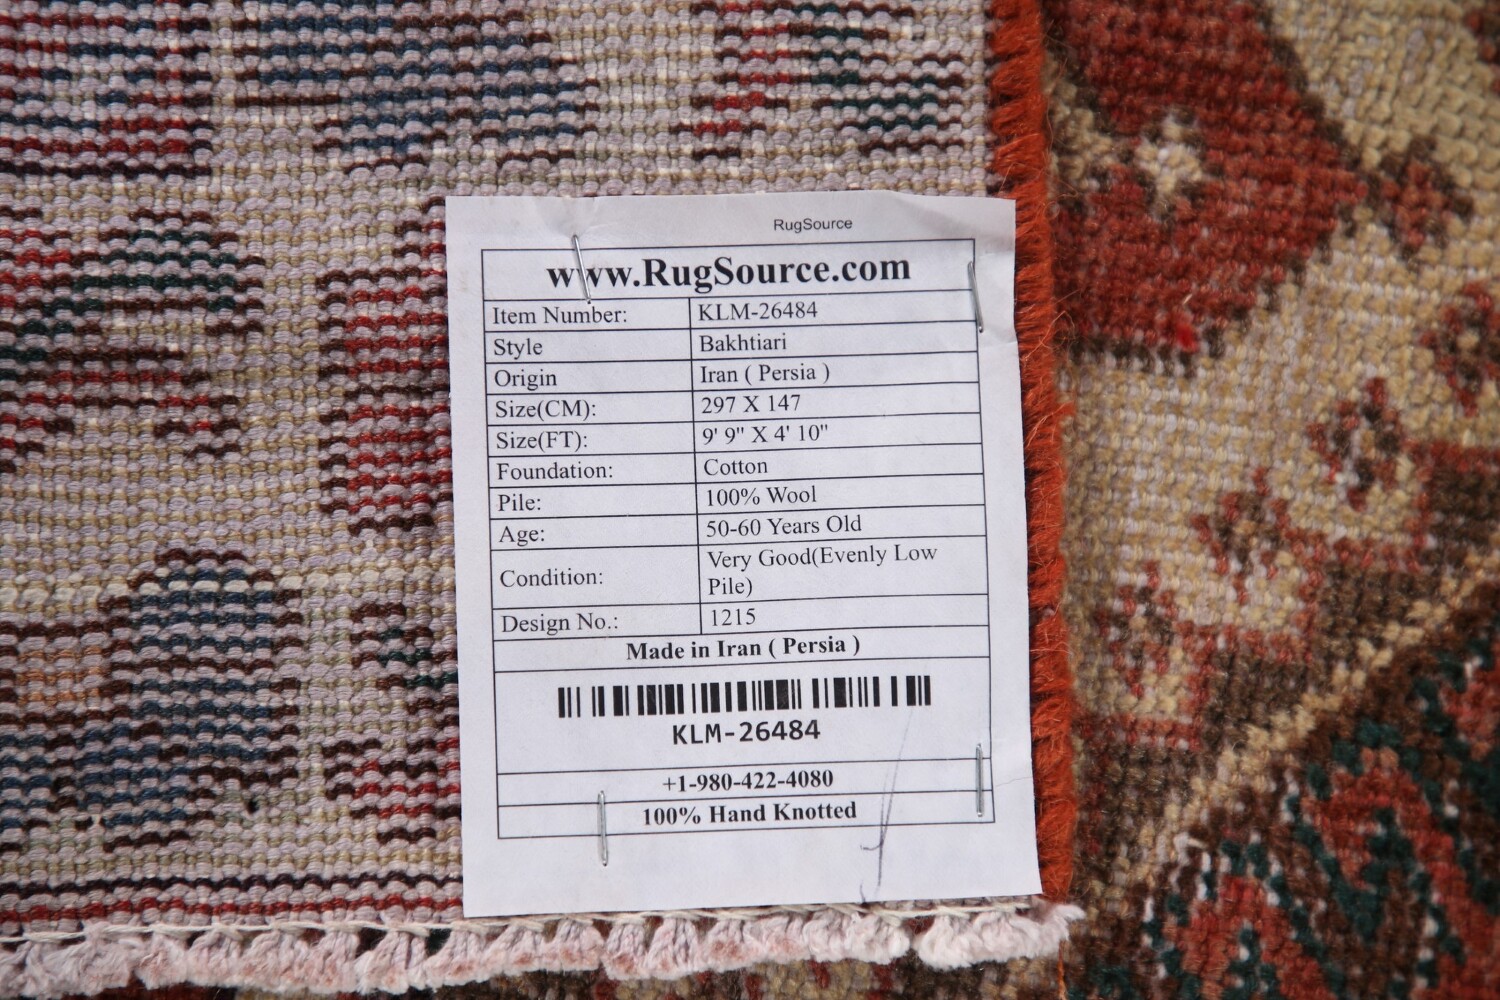 RugSource
www.RugSource.com
Item Number: KLM-26484
Style Bakhtiari
Origin Iran ( Persia )
Size(CM): 297 X 147
Size(FT): 9' 9" X 4' 10"
Foundation: Cotton
Pile: 100% Wool
Age: 50-60 Years Old
Condition: Very Good(Evenly Low
Pile)
Design No.: 1215
Made in Iran ( Persia )
KLM-26484
+1-980-422-4080
100% Hand Knotted